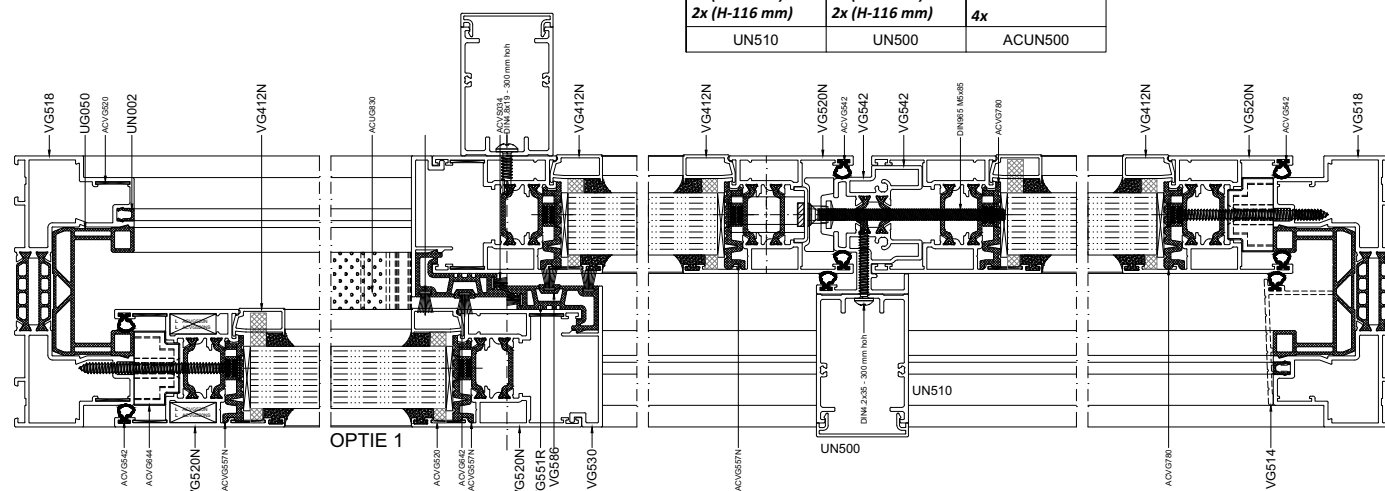 2x (H-116 mm)
2x (H-116 mm)
4x
UN510
UN500
ACUN500
VG518
UG050
ACVG520
UN002
VG412N
ACUG830
ACVS034
DIN4.8x19 - 300 mm hoh
VG412N
VG412N
VG520N
ACVG542
VG542
VG542
DIN965 M5x85
ACVG780
VG412N
VG520N
ACVG542
VG518
DIN4.2x35 - 300 mm hoh
UN510
UN500
OPTIE 1
ACVG542
ACVG644
VG520N
ACVG557N
ACVG520
ACVG642
ACVG557N
VG520N
G551R
VG586
VG530
ACVG557N
ACVG780
VG514